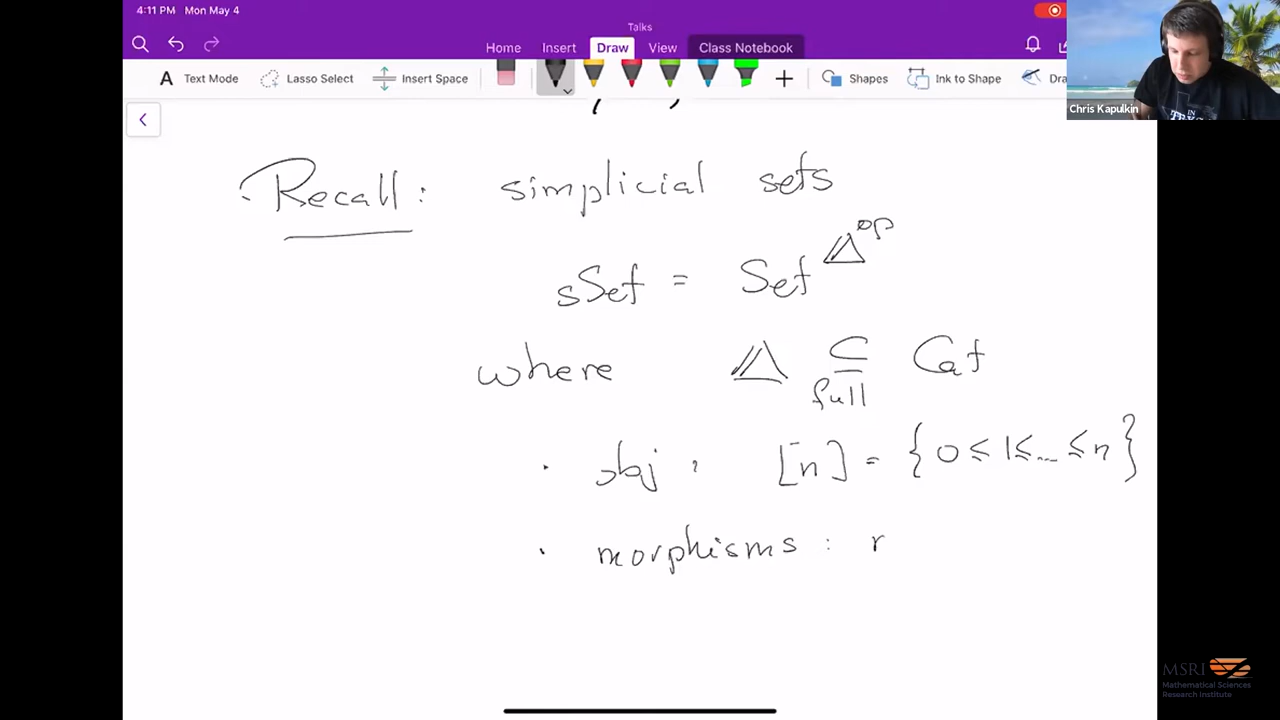 4:11 PM Mon May 4
Talks
Home Insert Draw View Class Notebook
A Text Mode Lasso Select Insert Space Shapes Ink to Shape
Chris Kapulkin
Recall: simplicial sets
sSet = Set^Δ^op
where Δ ⊆ Cat
full
• obj : [n] = {0 ≤ 1 ≤ ... ≤ n}
• morphisms : r
MSRI
Mathematical Sciences
Research Institute